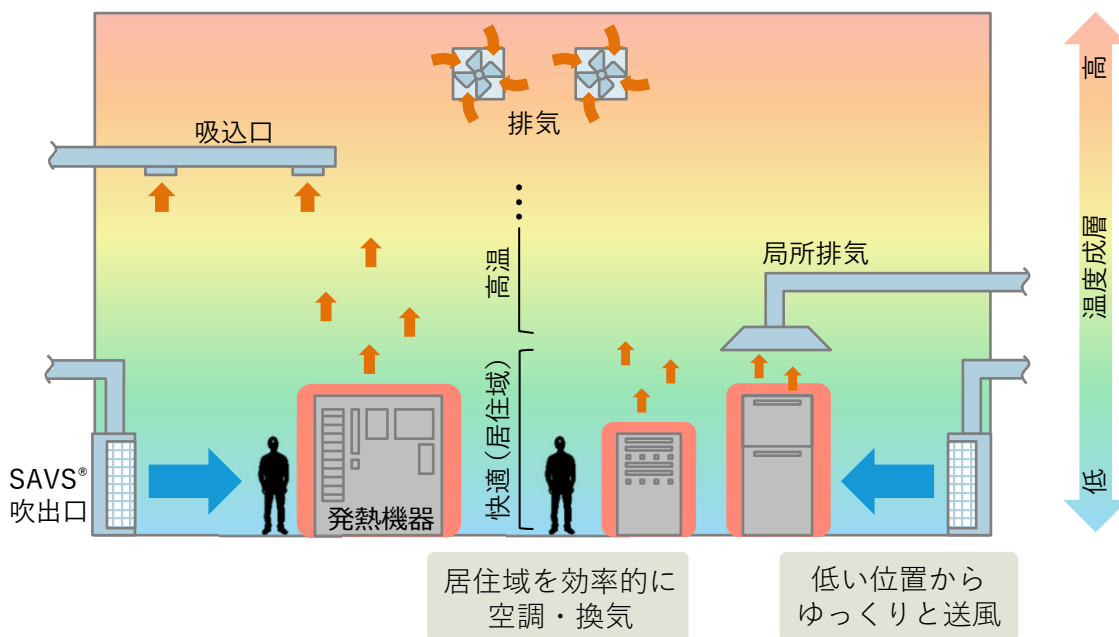 排気
高
吸込口
局所排気
温度成層
…
高温
快適(居住域)
SAVS®
吹出口
発熱機器
低
居住域を効率的に
空調・換気
低い位置から
ゆっくりと送風